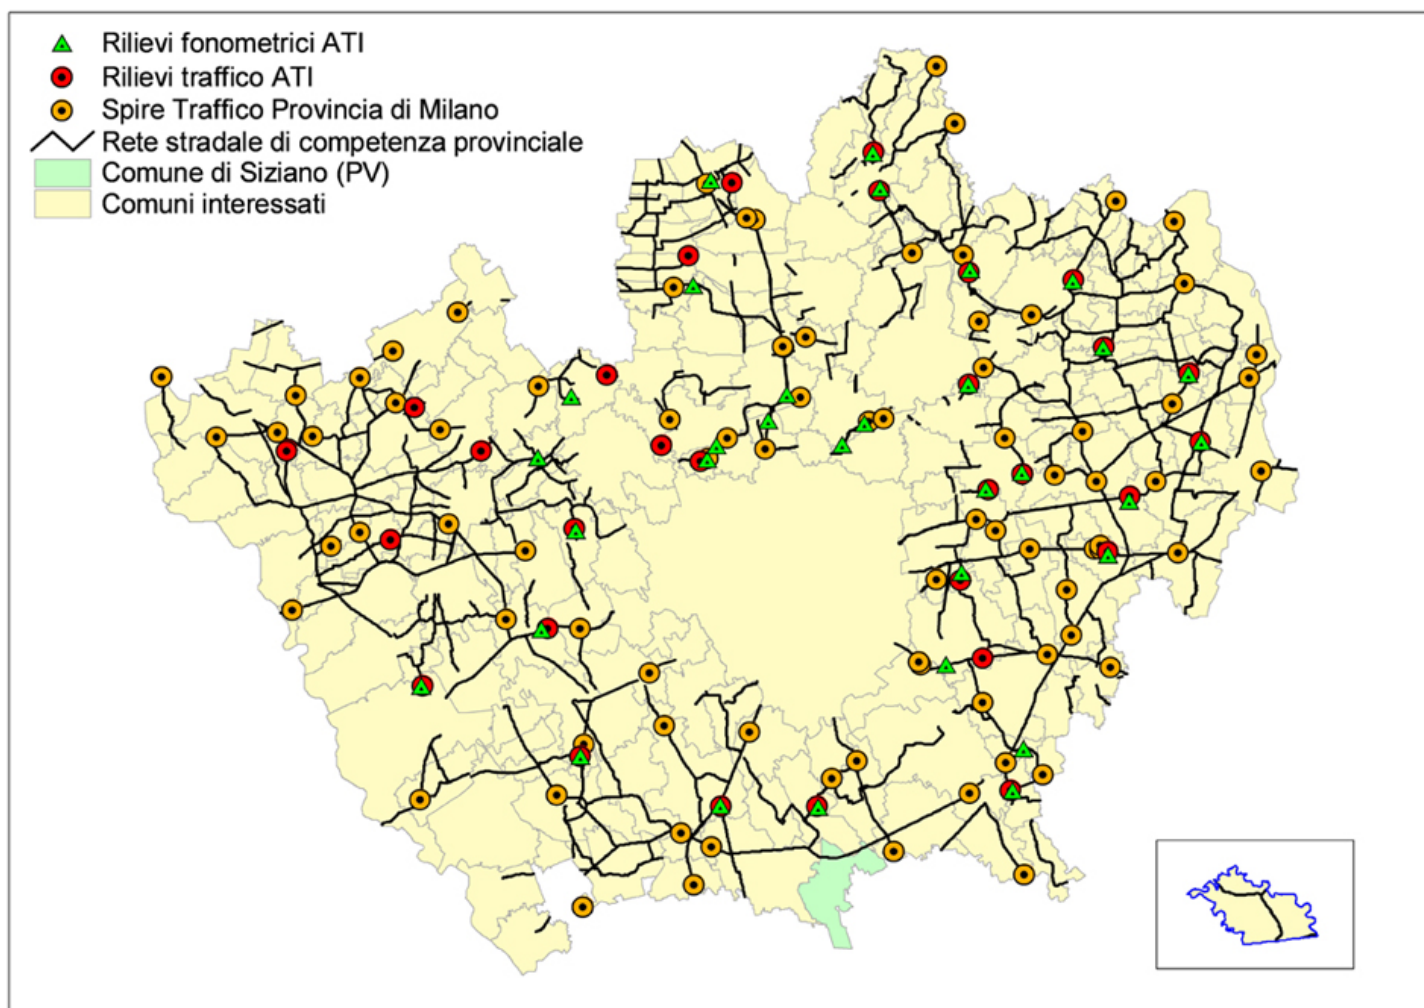 Rilievi fonometrici ATI
Rilievi traffico ATI
Spire Traffico Provincia di Milano
Rete stradale di competenza provinciale
Comune di Siziano (PV)
Comuni interessati